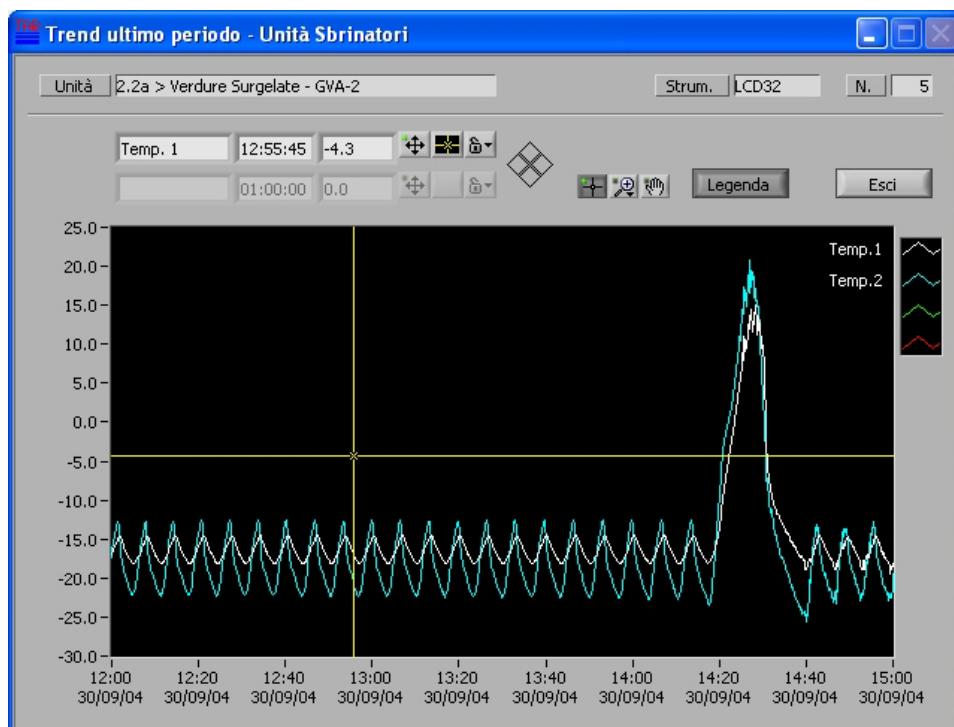 TAB
Trend ultimo periodo - Unità Sbrinatori
Unità 2.2a > Verdure Surgelate - GVA-2 Strum. LCD32 N. 5
Temp. 1 12:55:45 -4.3
01:00:00 0.0
Legenda Esci
Temp.1
Temp.2
25.0
20.0
15.0
10.0
5.0
0.0
-5.0
-10.0
-15.0
-20.0
-25.0
-30.0
12:00 12:20 12:40 13:00 13:20 13:40 14:00 14:20 14:40 15:00
30/09/04 30/09/04 30/09/04 30/09/04 30/09/04 30/09/04 30/09/04 30/09/04 30/09/04 30/09/04